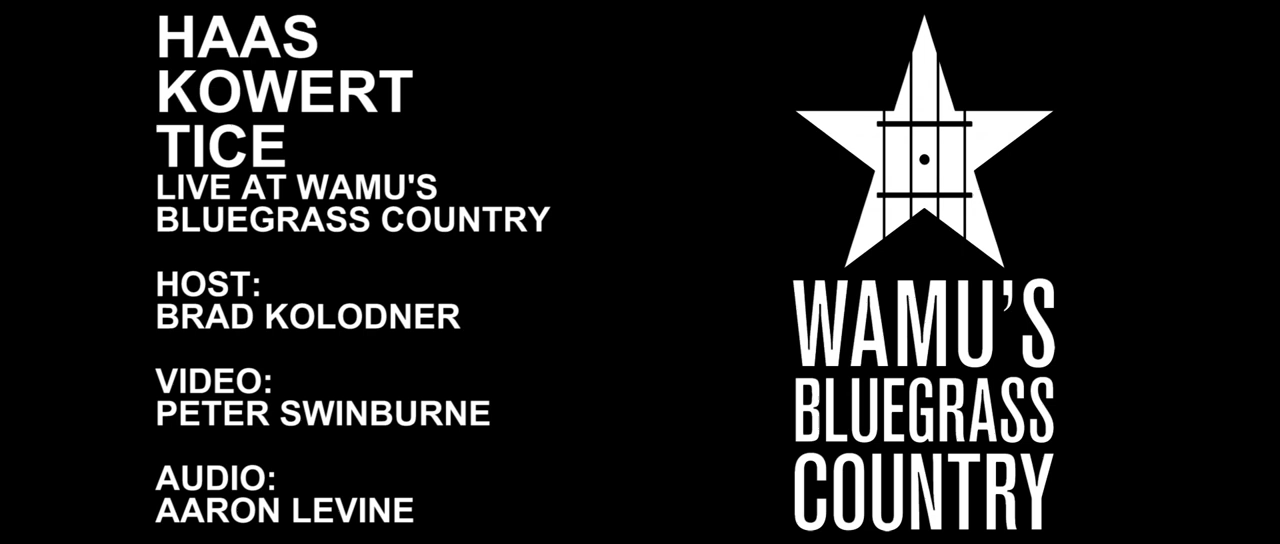 HAAS
KOWERT
TICE
LIVE AT WAMU'S
BLUEGRASS COUNTRY
HOST:
BRAD KOLODNER
VIDEO:
PETER SWINBURNE
AUDIO:
AARON LEVINE
WAMU'S
BLUEGRASS
COUNTRY